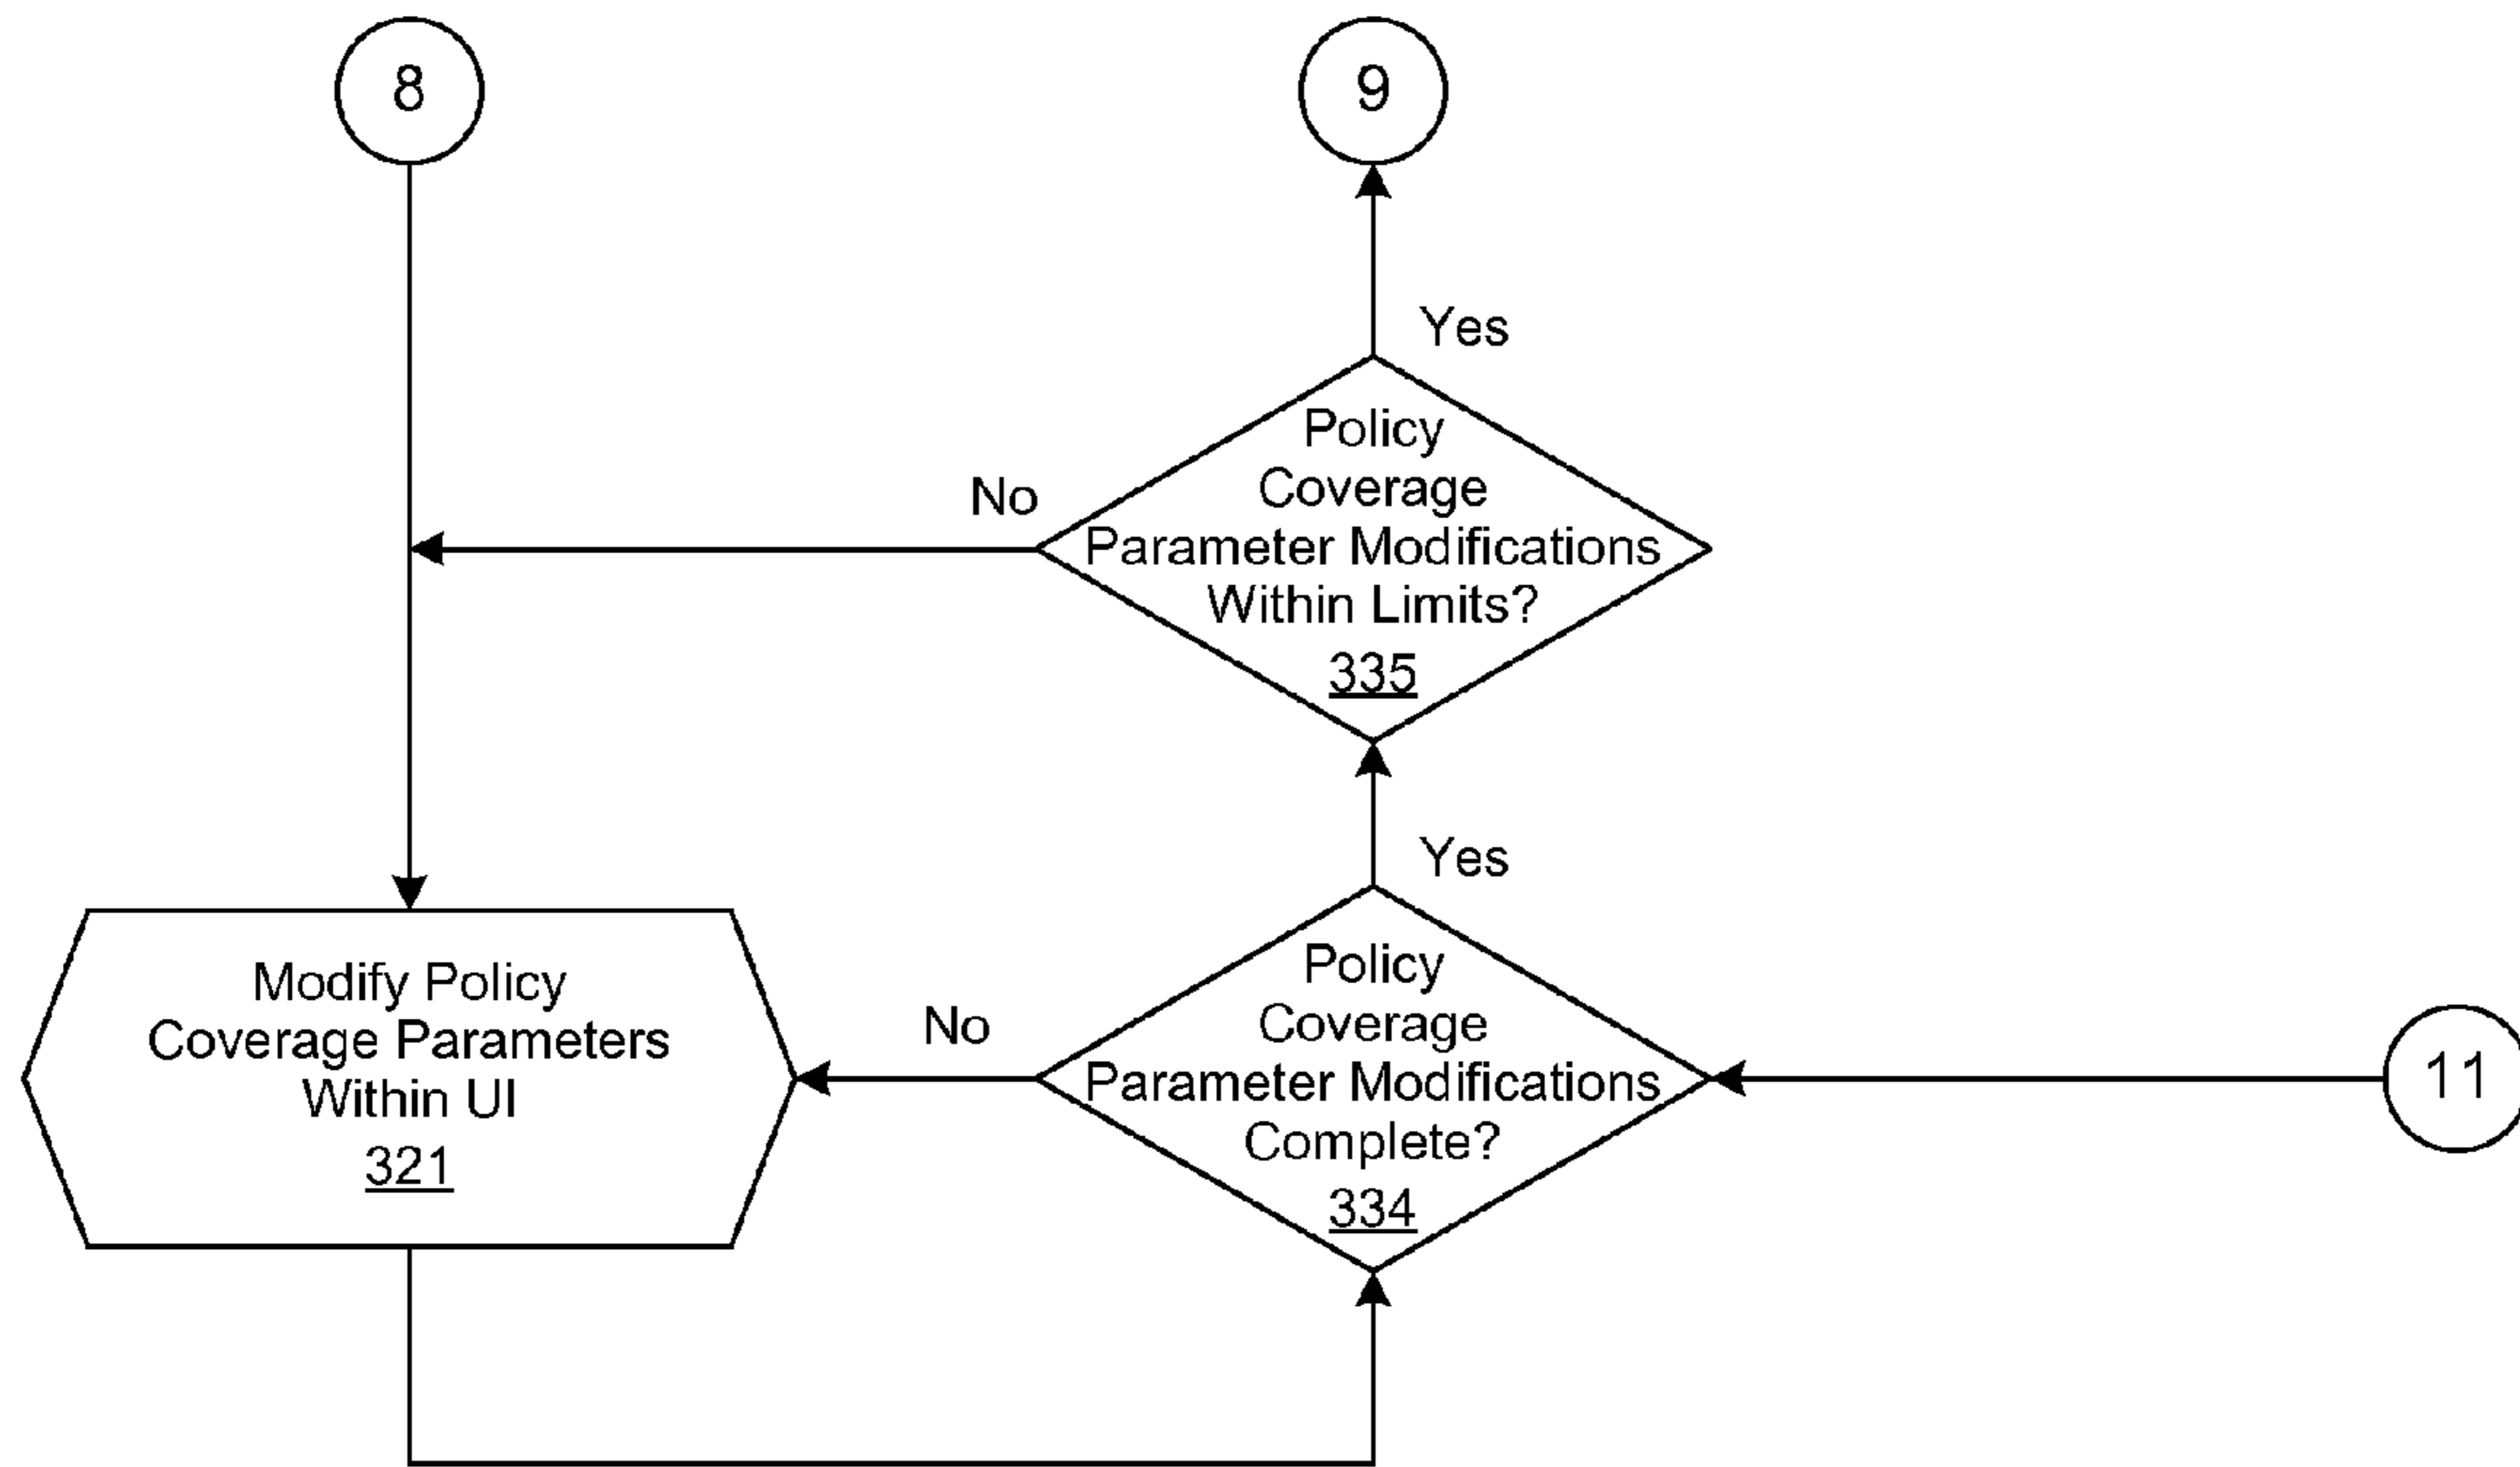 8
9
Yes
Policy
Coverage
Parameter Modifications
Within Limits?
335
No
Yes
Modify Policy
Coverage Parameters
Within UI
321
No
Policy
Coverage
Parameter Modifications
Complete?
334
11